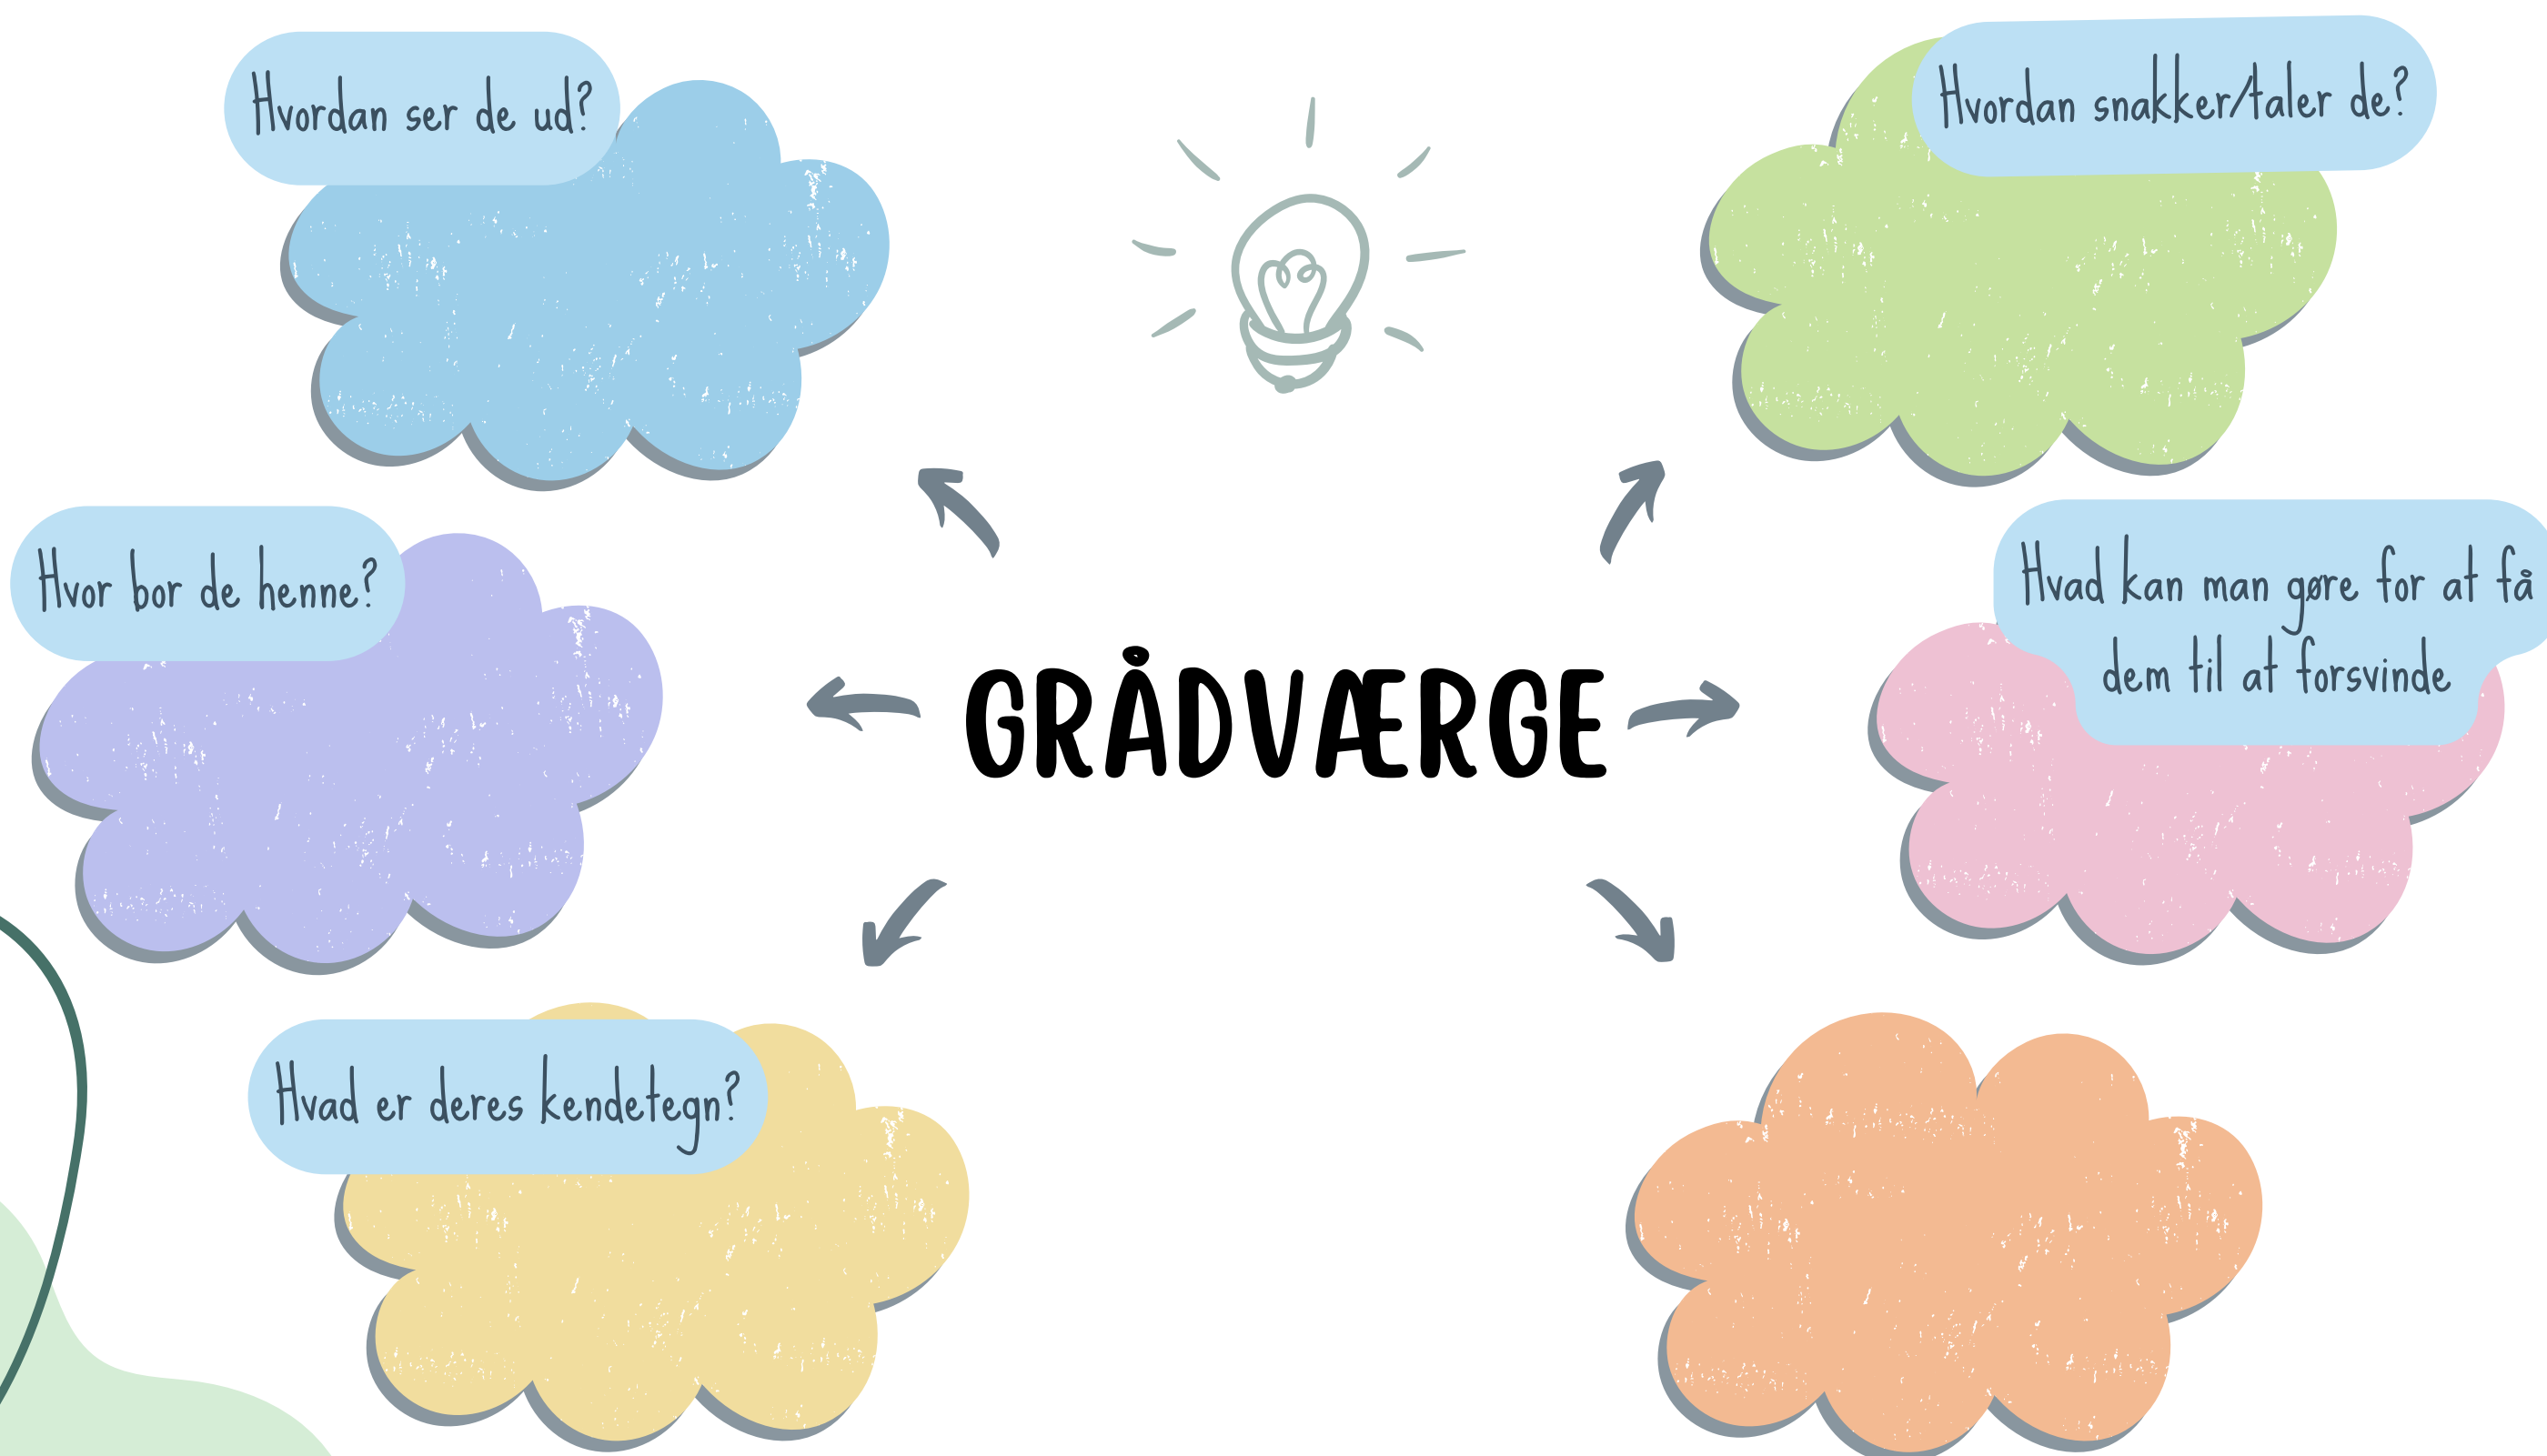 Hvordan ser de ud?
Hvordan snakker/taler de?
Hvor bor de henne?
Hvad kan man gøre for at få
dem til at forsvinde
GRÅDVÆRGE
Hvad er deres kendetegn?